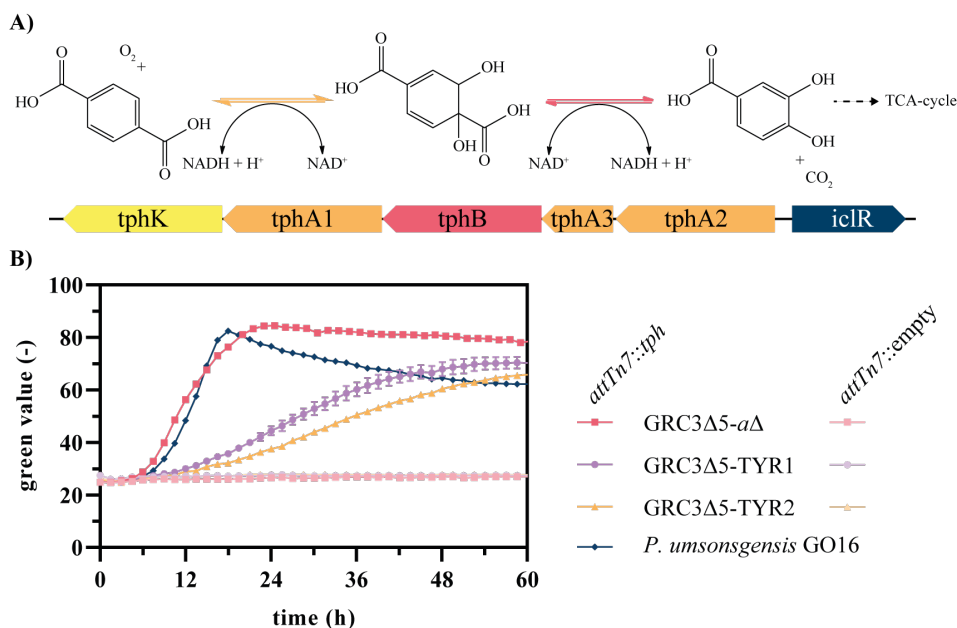 A)
O
HO
O
OH
O₂
+
NADH + H⁺
NAD⁺
O
HO
OH
O
OH
OH
NAD⁺
NADH + H⁺
O
HO
OH
OH
+
CO₂
TCA-cycle
tphK
tphA1
tphB
tphA3
tphA2
iclR
B)
green value (-)
100
80
60
40
20
0
0
12
24
36
48
60
time (h)
attTn7::tph
attTn7::empty
GRC3Δ5-aΔ
GRC3Δ5-TYR1
GRC3Δ5-TYR2
P. umsonsgensis GO16